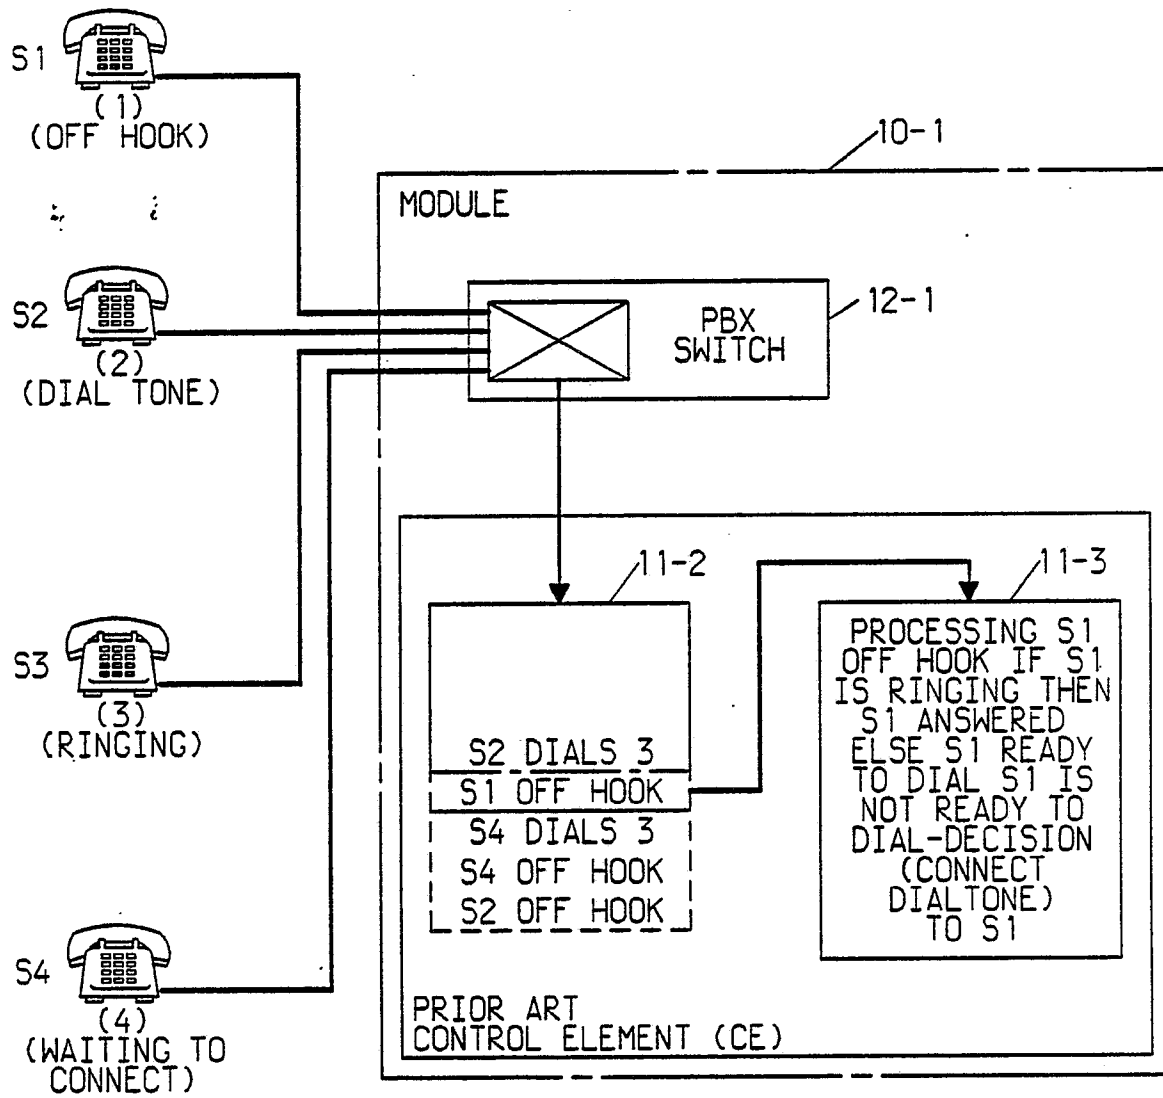 S1
(1)
(OFF HOOK)
10-1
MODULE
S2
(2)
(DIAL TONE)
PBX
SWITCH
12-1
11-2
11-3
S3
(3)
(RINGING)
S2 DIALS 3
S1 OFF HOOK
S4 DIALS 3
S4 OFF HOOK
S2 OFF HOOK
PROCESSING S1
OFF HOOK IF S1
IS RINGING THEN
S1 ANSWERED
ELSE S1 READY
TO DIAL S1 IS
NOT READY TO
DIAL-DECISION
(CONNECT
DIALTONE)
TO S1
S4
(4)
(WAITING TO
CONNECT)
PRIOR ART
CONTROL ELEMENT (CE)